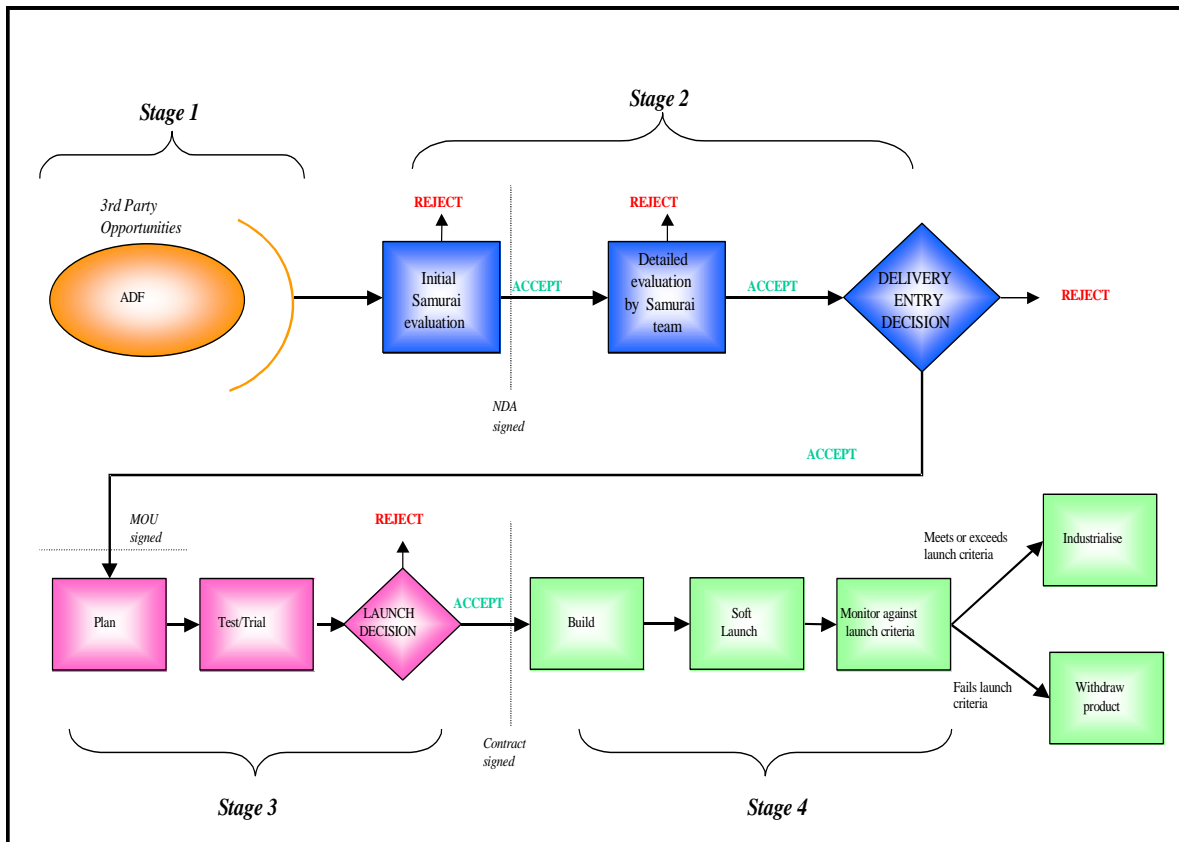 Stage 1
Stage 2
3rd Party
Opportunities
ADF
REJECT
Initial
Samurai
evaluation
ACCEPT
NDA
signed
REJECT
Detailed
evaluation
by Samurai
team
ACCEPT
DELIVERY
ENTRY
DECISION
REJECT
ACCEPT
MOU
signed
Plan
Test/Trial
REJECT
LAUNCH
DECISION
ACCEPT
Contract
signed
Build
Soft
Launch
Monitor against
launch criteria
Meets or exceeds
launch criteria
Industrialise
Fails launch
criteria
Withdraw
product
Stage 3
Stage 4